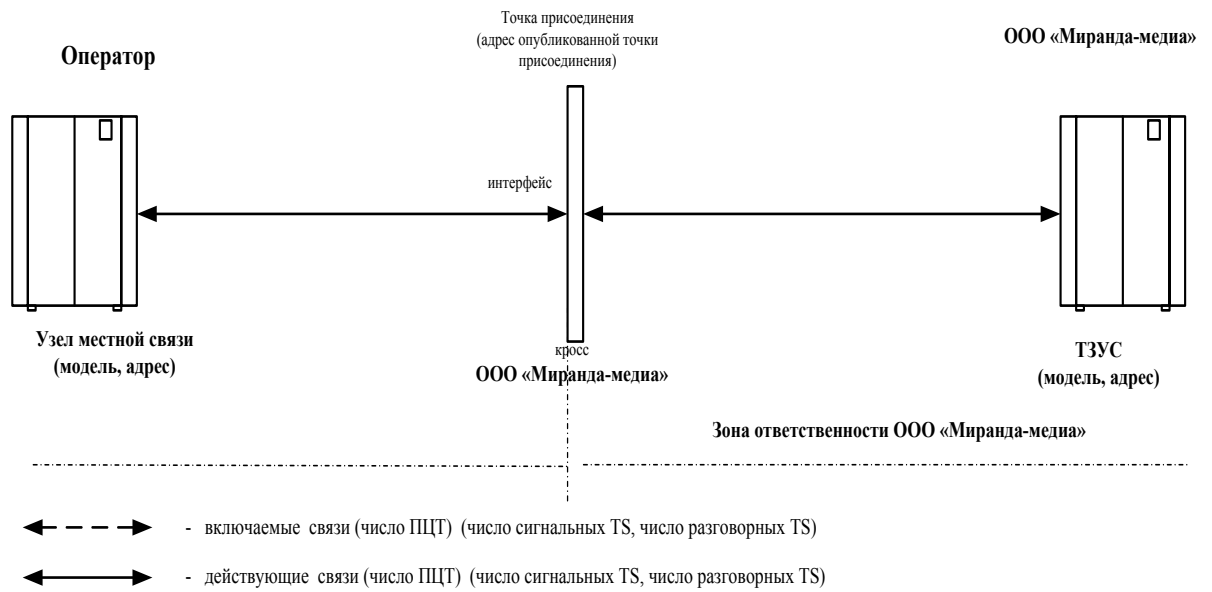 Точка присоединения
(адрес опубликованной точки
присоединения)
ООО «Миранда-медиа»
Оператор
интерфейс
Узел местной связи
(модель, адрес)
кросс
ООО «Миранда-медиа»
ТЗУС
(модель, адрес)
Зона ответственности ООО «Миранда-медиа»
- включаемые связи (число ПЦТ) (число сигнальных TS, число разговорных TS)
- действующие связи (число ПЦТ) (число сигнальных TS, число разговорных TS)